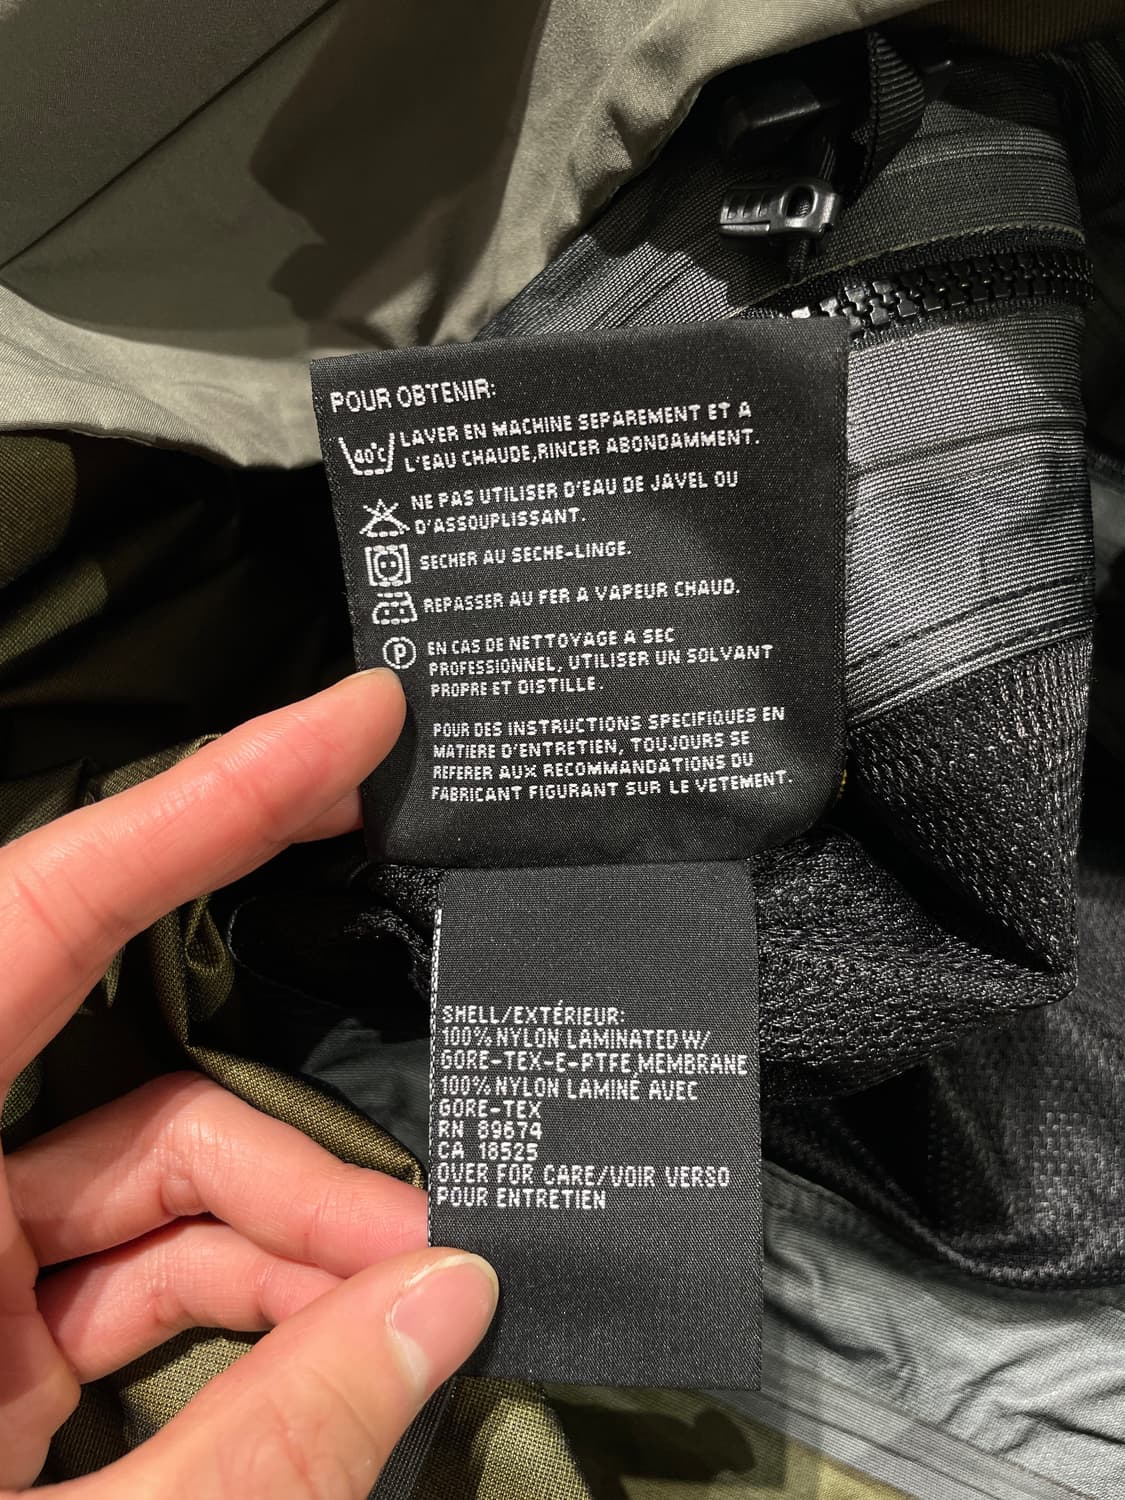 POUR OBTENIR:
40°C
LAVER EN MACHINE SEPAREMENT ET A
L'EAU CHAUDE,RINCER ABONDAMMENT.
NE PAS UTILISER D'EAU DE JAVEL OU
D'ASSOUPLISSANT.
SECHER AU SECHE-LINGE.
REPASSER AU FER A VAPEUR CHAUD.
P
EN CAS DE NETTOYAGE A SEC
PROFESSIONNEL, UTILISER UN SOLVANT
PROPRE ET DISTILLE.
POUR DES INSTRUCTIONS SPECIFIQUES EN
MATIERE D'ENTRETIEN, TOUJOURS SE
REFERER AUX RECOMMANDATIONS DU
FABRICANT FIGURANT SUR LE VETEMENT.
SHELL/EXTÉRIEUR:
100% NYLON LAMINATED W/
GORE-TEX-E-PTFE MEMBRANE
100% NYLON LAMINÉ AVEC
GORE-TEX
RN 89674
CA 18525
OVER FOR CARE/VOIR VERSO
POUR ENTRETIEN